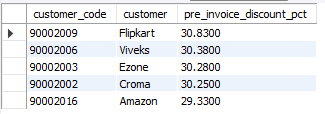 customer_code customer pre_invoice_discount_pct
90002009 Flipkart 30.8300
90002006 Viveks 30.3800
90002003 Ezone 30.2800
90002002 Croma 30.2500
90002016 Amazon 29.3300